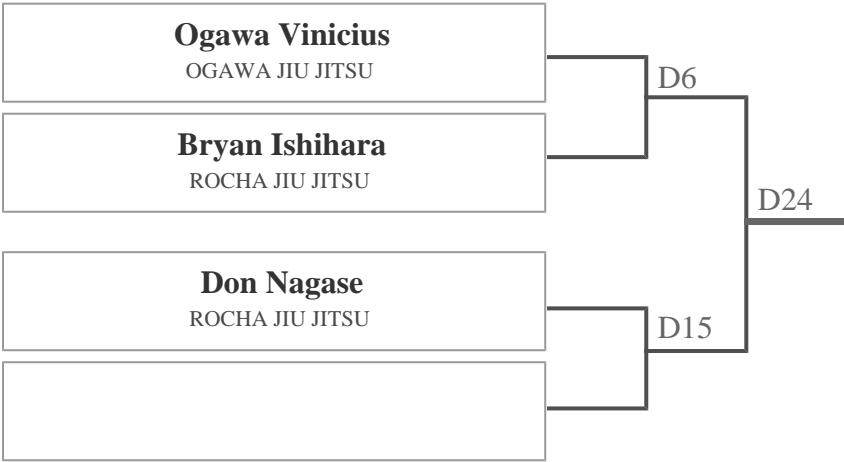 Ogawa Vinicius
OGAWA JIU JITSU
D6
Bryan Ishihara
ROCHA JIU JITSU
D24
Don Nagase
ROCHA JIU JITSU
D15